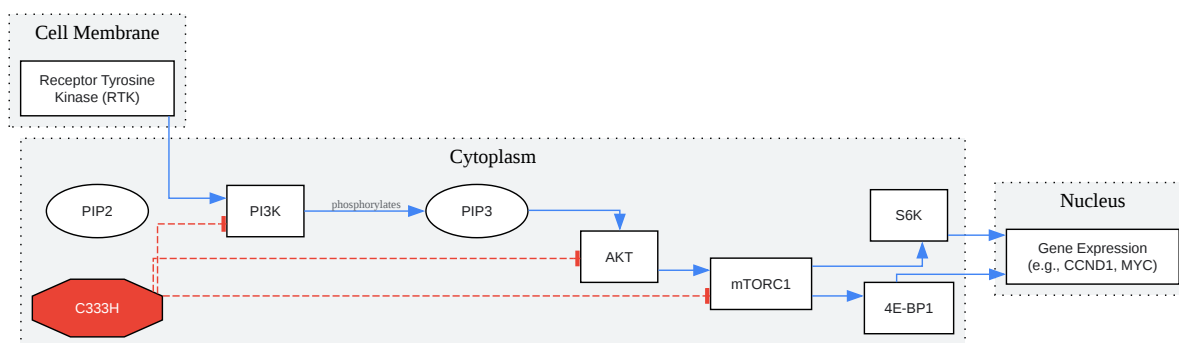 Cell Membrane
Receptor Tyrosine
Kinase (RTK)
Cytoplasm
PIP2
PI3K
phosphorylates
PIP3
S6K
Nucleus
AKT
Gene Expression
(e.g., CCND1, MYC)
mTORC1
C333H
4E-BP1